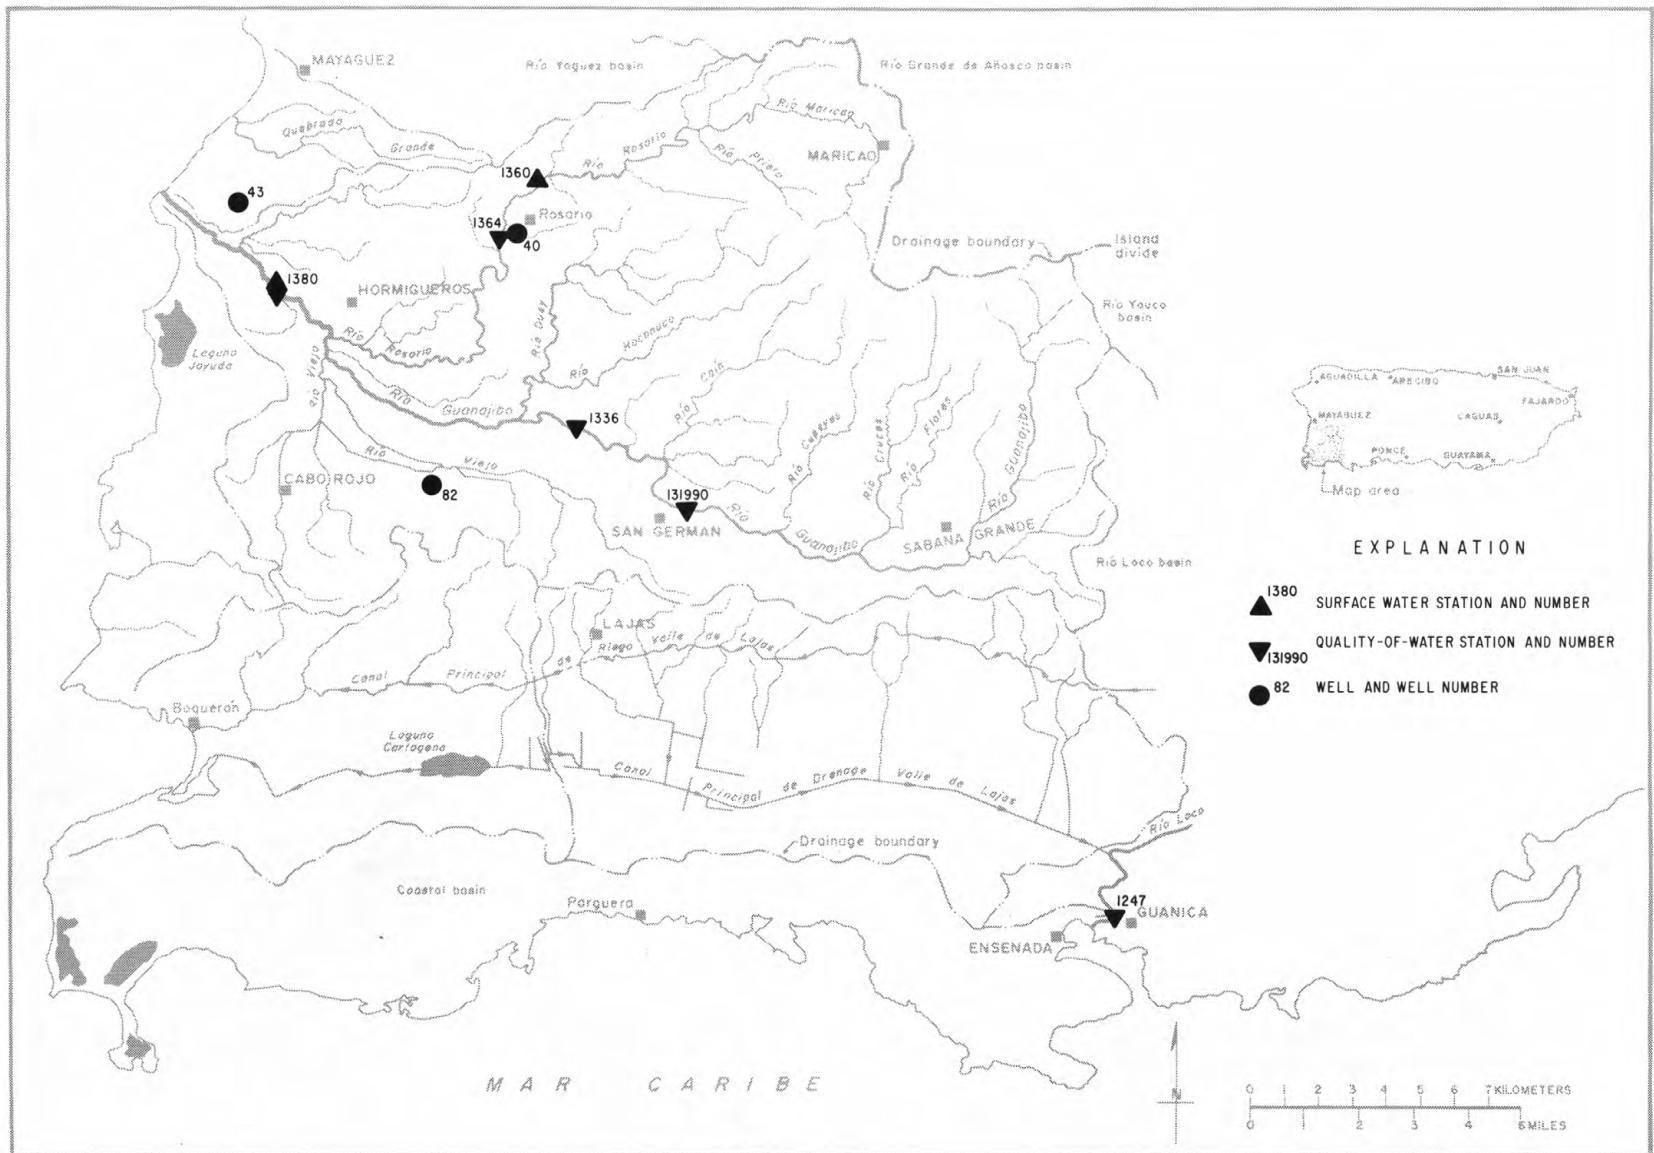 MAYAGUEZ
Río Yaguez basin
Río Grande de Añasco basin
Quebrada
Grande
Río Maricao
MARICAO
Río
Rosario
Río Prieto
1360
43
Rosario
1364
40
Drainage boundary
Island
divide
1380
HORMIGUEROS
Río Yauco
basin
Laguna
Joyuda
Río
Rosario
Río Duey
Río
Hoconuco
Río Viejo
Río
Guanajibo
Río
Caín
1336
Río
Viejo
Río Cupeyes
Río Cruces
Río
Flores
Río
Guanajibo
CABO ROJO
82
131990
SAN GERMAN
Río
Guanajibo
SABANA GRANDE
Río Loco basin
LAJAS
Canal
Principal
de
Riego
Valle
de
Lajas
Boquerón
Laguna
Cartagena
Canal
Principal
de
Drenage
Valle
de
Lajas
Río Loco
Drainage boundary
Coastal basin
Parguera
1247
GUANICA
ENSENADA
MAR CARIBE
N
AGUADILLA
ARECIBO
SAN JUAN
FAJARDO
MAYAGUEZ
CAGUAS
PONCE
GUAYAMA
Map area
EXPLANATION
1380
SURFACE WATER STATION AND NUMBER
131990
QUALITY-OF-WATER STATION AND NUMBER
82
WELL AND WELL NUMBER
0 1 2 3 4 5 6 7 KILOMETERS
0 1 2 3 4 5 MILES